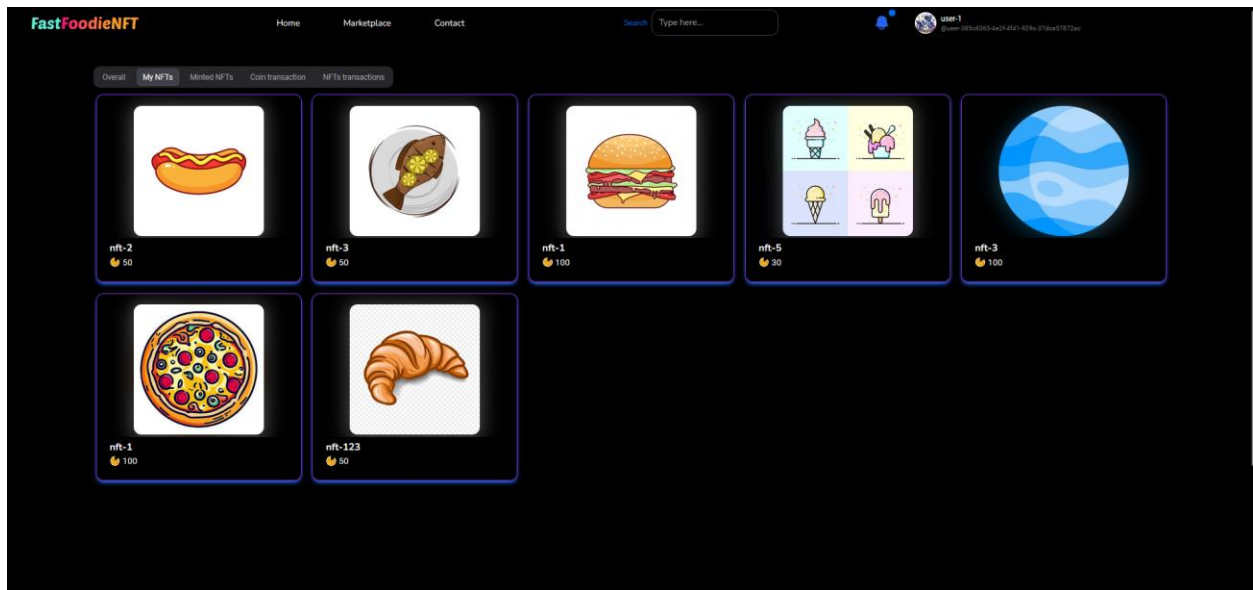 FastFoodieNFT
Home
Marketplace
Contact
Search
Type here...
user-1
Overall
My NFTs
Minted NFTs
Coin transaction
NFTs transactions
nft-2
50
nft-3
50
nft-1
100
nft-5
30
nft-3
100
nft-1
100
nft-123
50